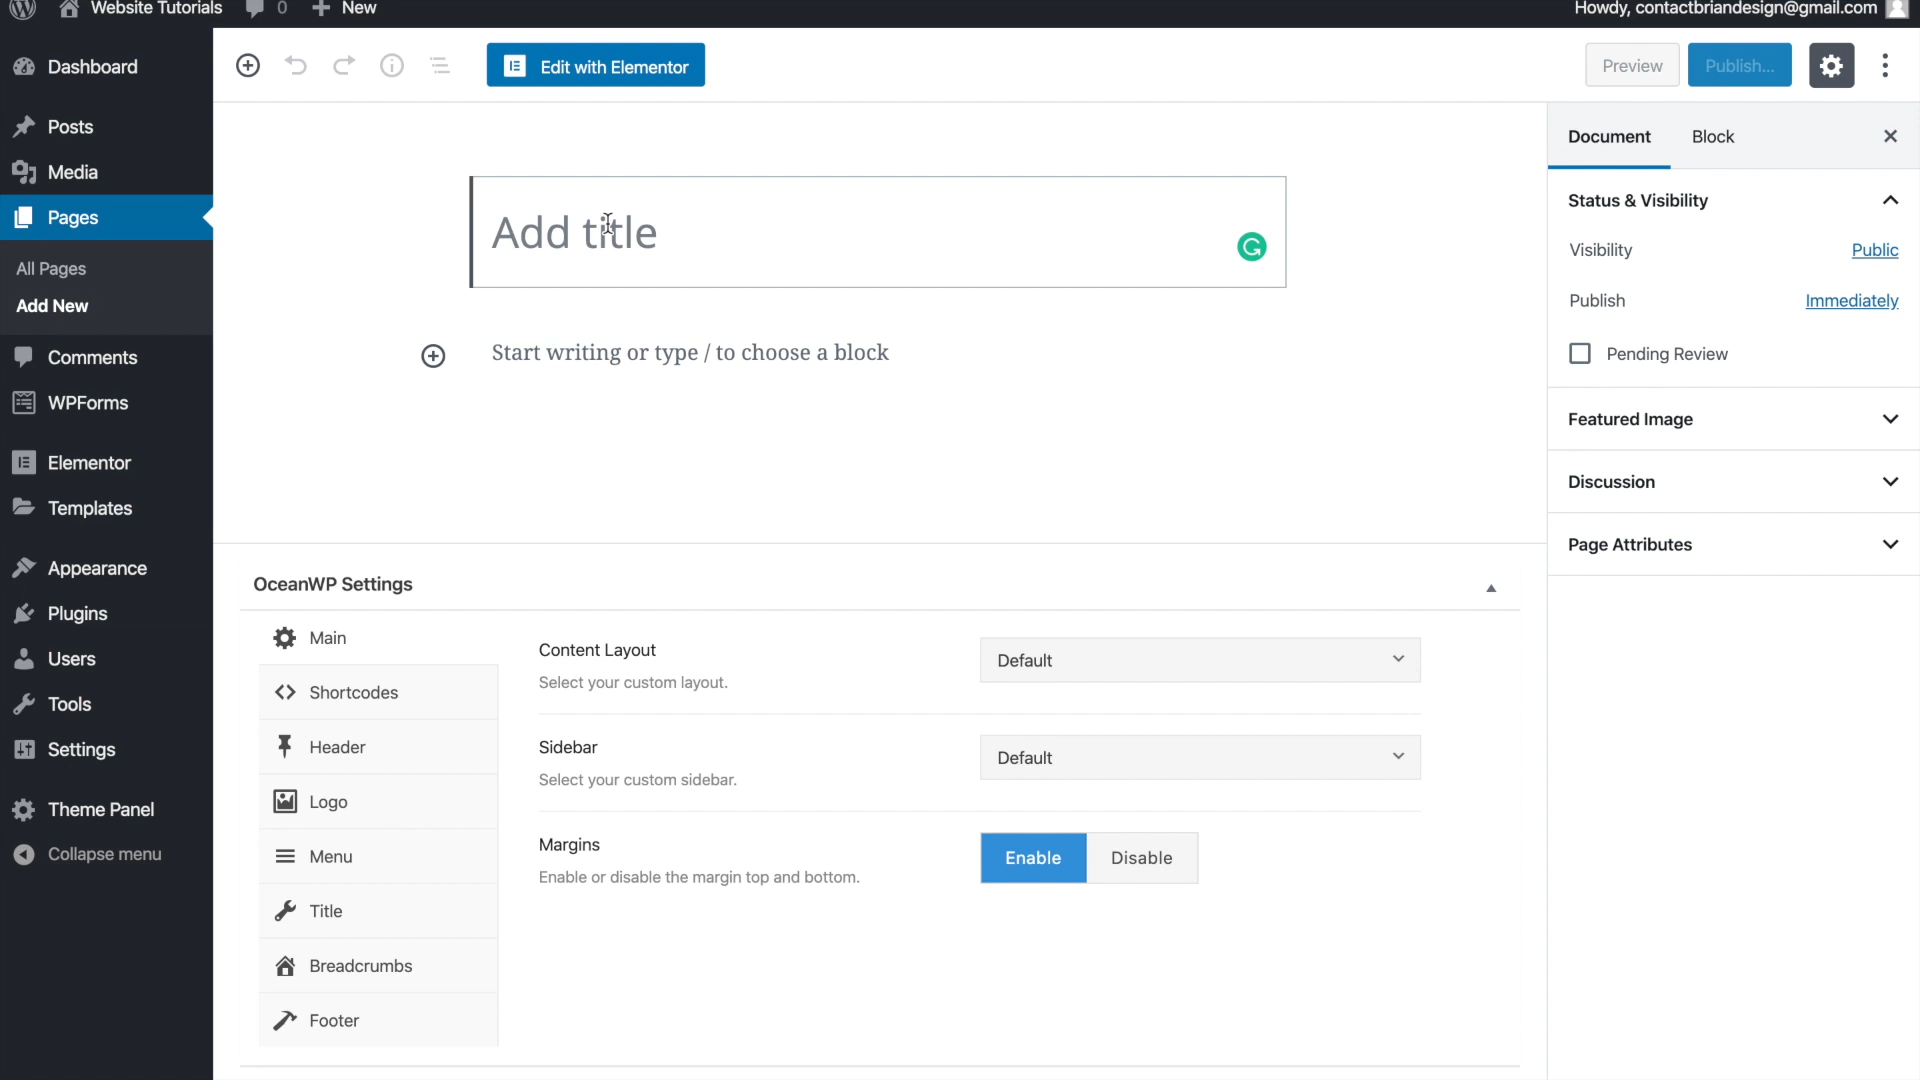 Website Tutorials 0 New Howdy, contactbriandesign@gmail.com
Dashboard
Posts
Media
Pages
All Pages
Add New
Comments
WPForms
Elementor
Templates
Appearance
Plugins
Users
Tools
Settings
Theme Panel
Collapse menu
Edit with Elementor
Preview Publish...
Add title
Start writing or type / to choose a block
OceanWP Settings
Main
Shortcodes
Header
Logo
Menu
Title
Breadcrumbs
Footer
Content Layout
Select your custom layout.
Default
Sidebar
Select your custom sidebar.
Default
Margins
Enable or disable the margin top and bottom.
Enable Disable
Document Block
Status & Visibility
Visibility Public
Publish Immediately
Pending Review
Featured Image
Discussion
Page Attributes